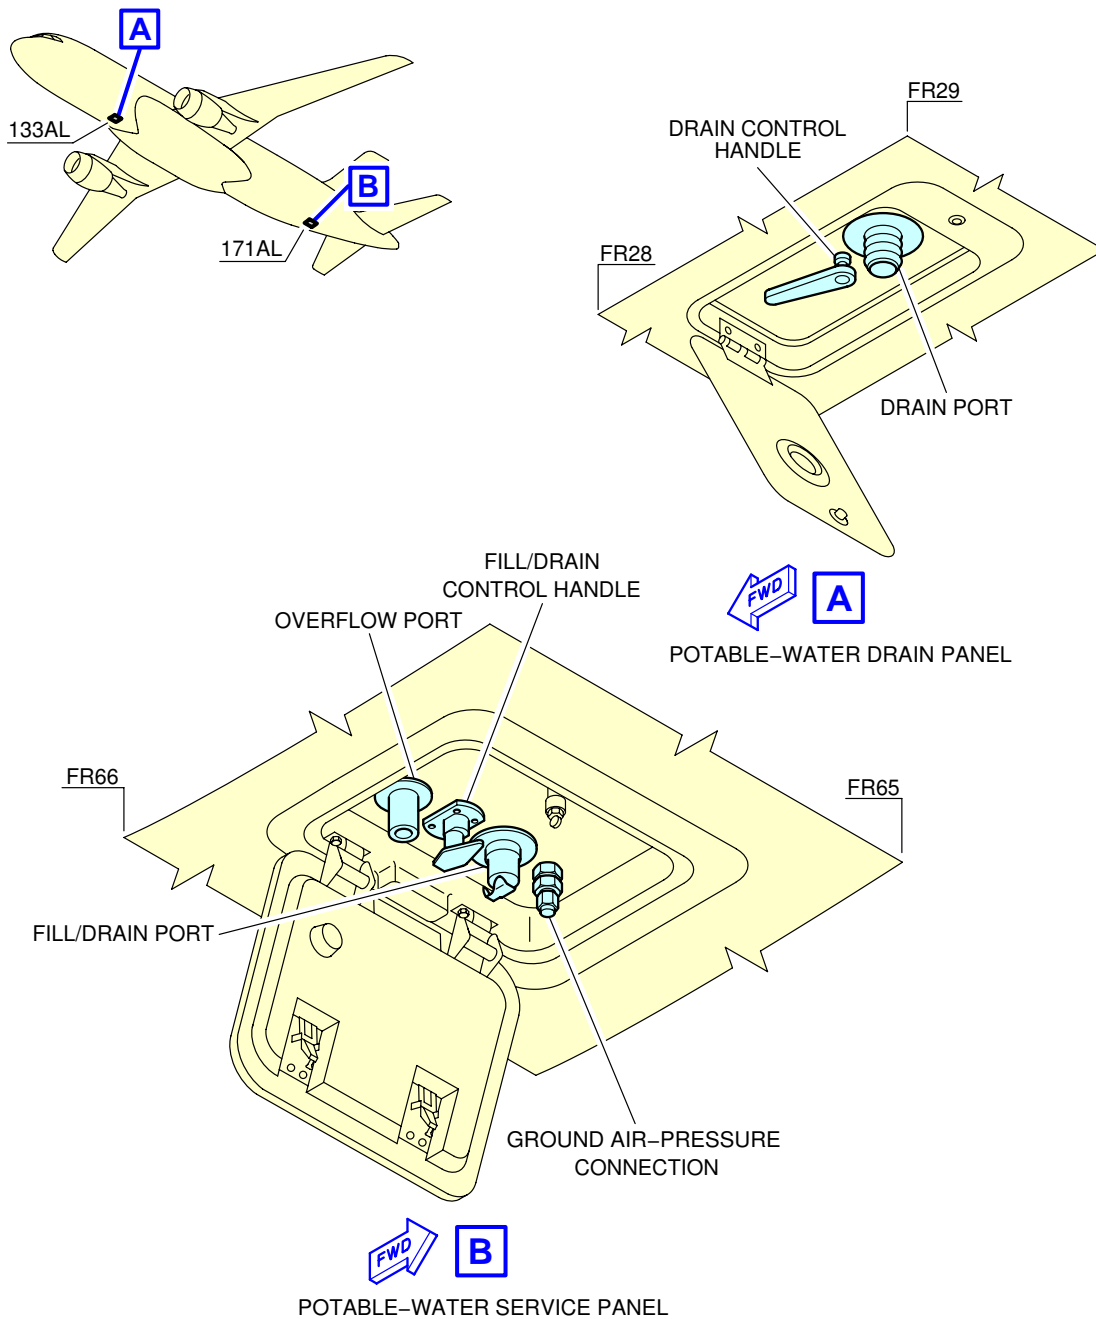 A
133AL
B
171AL
FR29
DRAIN CONTROL
HANDLE
FR28
DRAIN PORT
FWD
A
POTABLE–WATER DRAIN PANEL
FILL/DRAIN
CONTROL HANDLE
OVERFLOW PORT
FR66
FR65
FILL/DRAIN PORT
GROUND AIR–PRESSURE
CONNECTION
FWD
B
POTABLE–WATER SERVICE PANEL